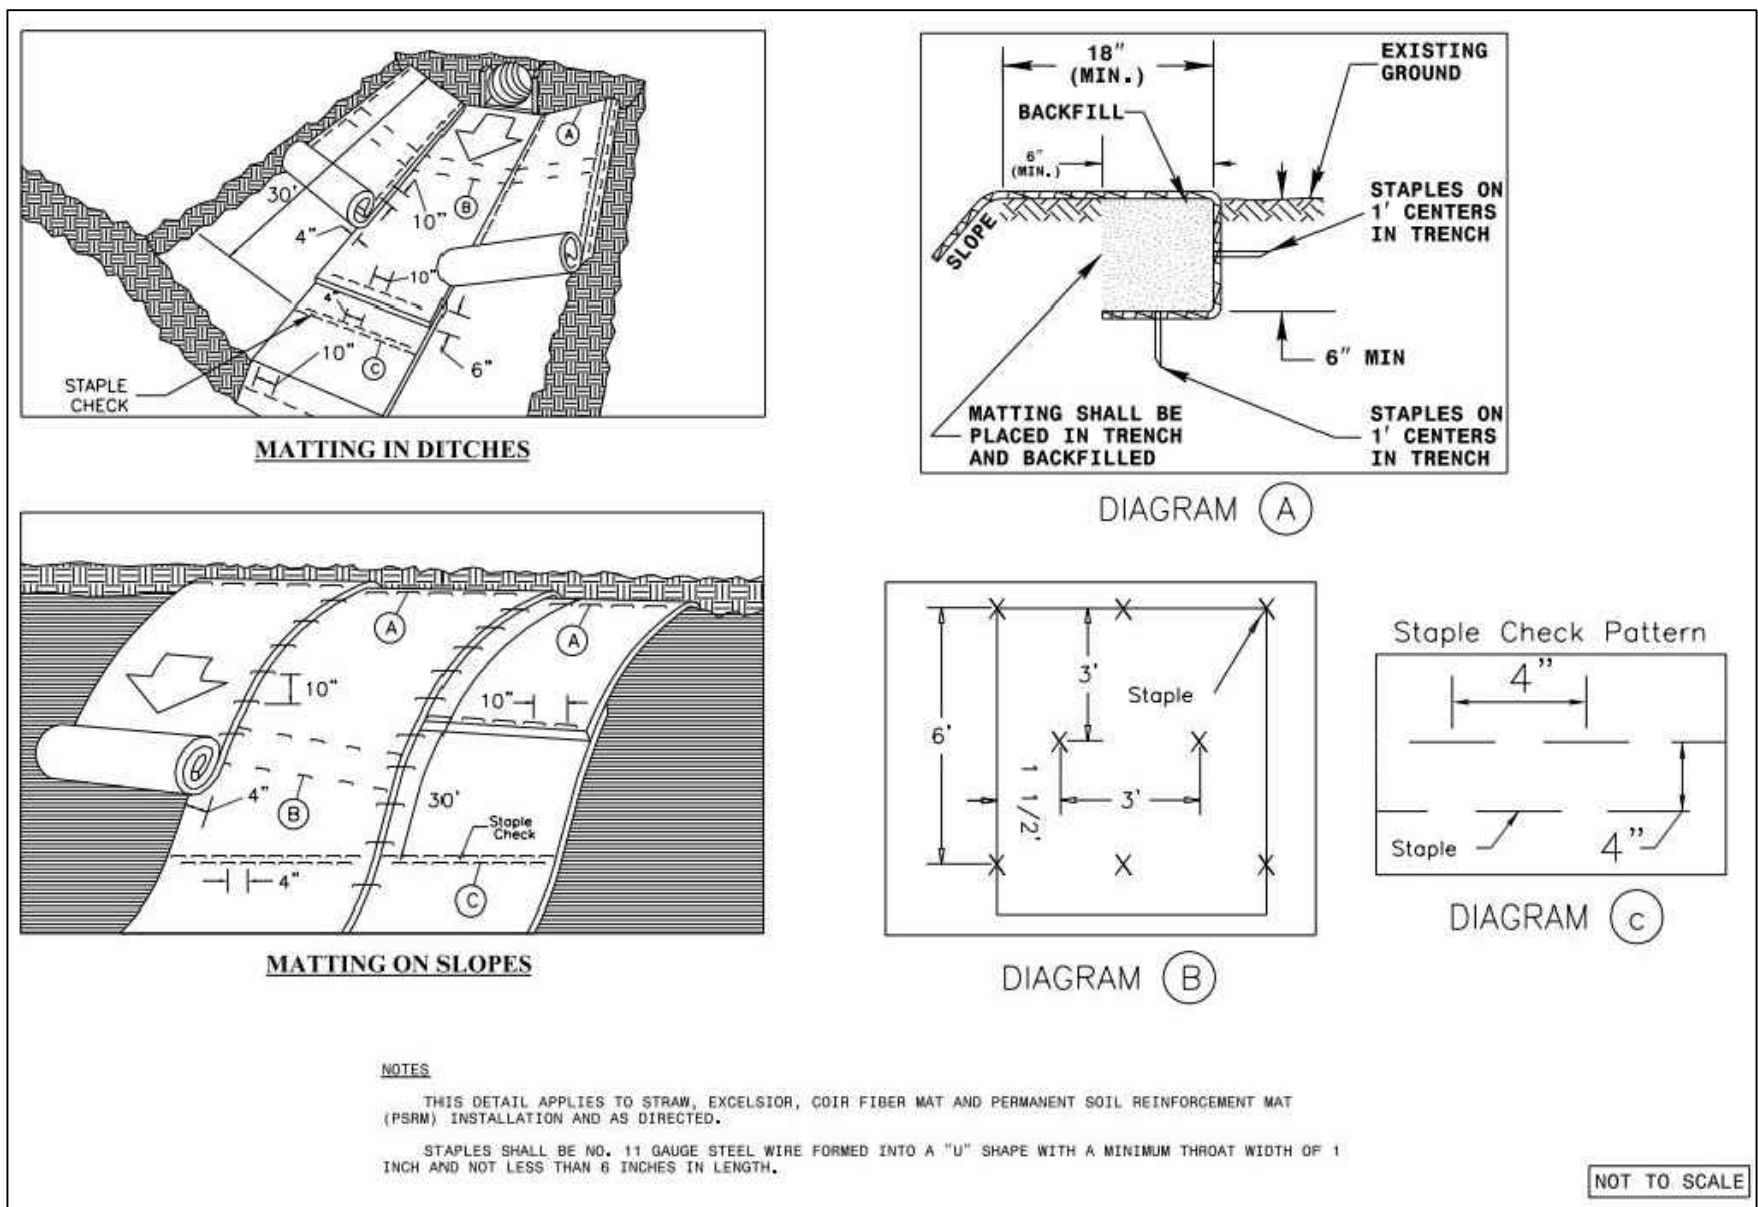 30'
4"
10"
B
A
10"
4"
10"
C
6"
STAPLE
CHECK
MATTING IN DITCHES
18"
(MIN.)
EXISTING
GROUND
BACKFILL
6"
(MIN.)
SLOPE
STAPLES ON
1' CENTERS
IN TRENCH
6" MIN
MATTING SHALL BE
PLACED IN TRENCH
AND BACKFILLED
STAPLES ON
1' CENTERS
IN TRENCH
DIAGRAM A
A
A
10"
10"
4"
B
30'
Staple
Check
4"
C
MATTING ON SLOPES
3'
Staple
6'
1 1/2'
3'
DIAGRAM B
Staple Check Pattern
4"
Staple
4"
DIAGRAM c
NOTES
THIS DETAIL APPLIES TO STRAW, EXCELSIOR, COIR FIBER MAT AND PERMANENT SOIL REINFORCEMENT MAT
(PSRM) INSTALLATION AND AS DIRECTED.
STAPLES SHALL BE NO. 11 GAUGE STEEL WIRE FORMED INTO A "U" SHAPE WITH A MINIMUM THROAT WIDTH OF 1
INCH AND NOT LESS THAN 6 INCHES IN LENGTH.
NOT TO SCALE